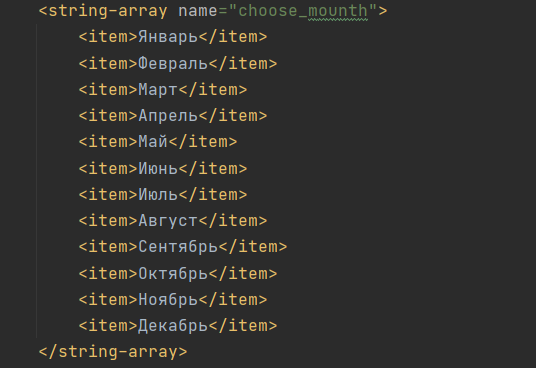 <string-array name="choose_mounth">
<item>Январь</item>
<item>Февраль</item>
<item>Март</item>
<item>Апрель</item>
<item>Май</item>
<item>Июнь</item>
<item>Июль</item>
<item>Август</item>
<item>Сентябрь</item>
<item>Октябрь</item>
<item>Ноябрь</item>
<item>Декабрь</item>
</string-array>